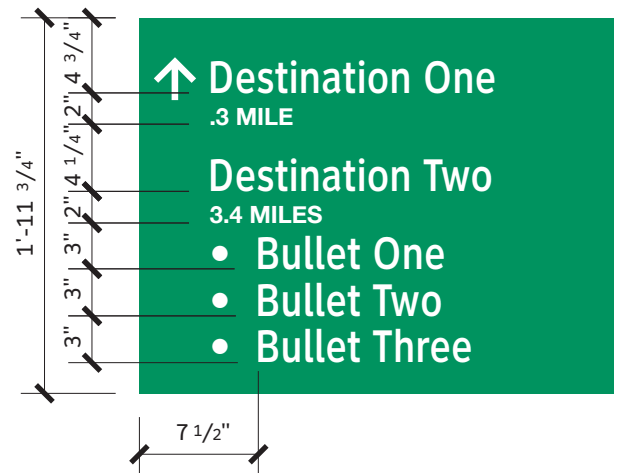 Destination One
.3 MILE
Destination Two
3.4 MILES
• Bullet One
• Bullet Two
• Bullet Three
1'-11 3/4"
4 3/4"
2"
4 1/4"
2"
3"
3"
3"
7 1/2"